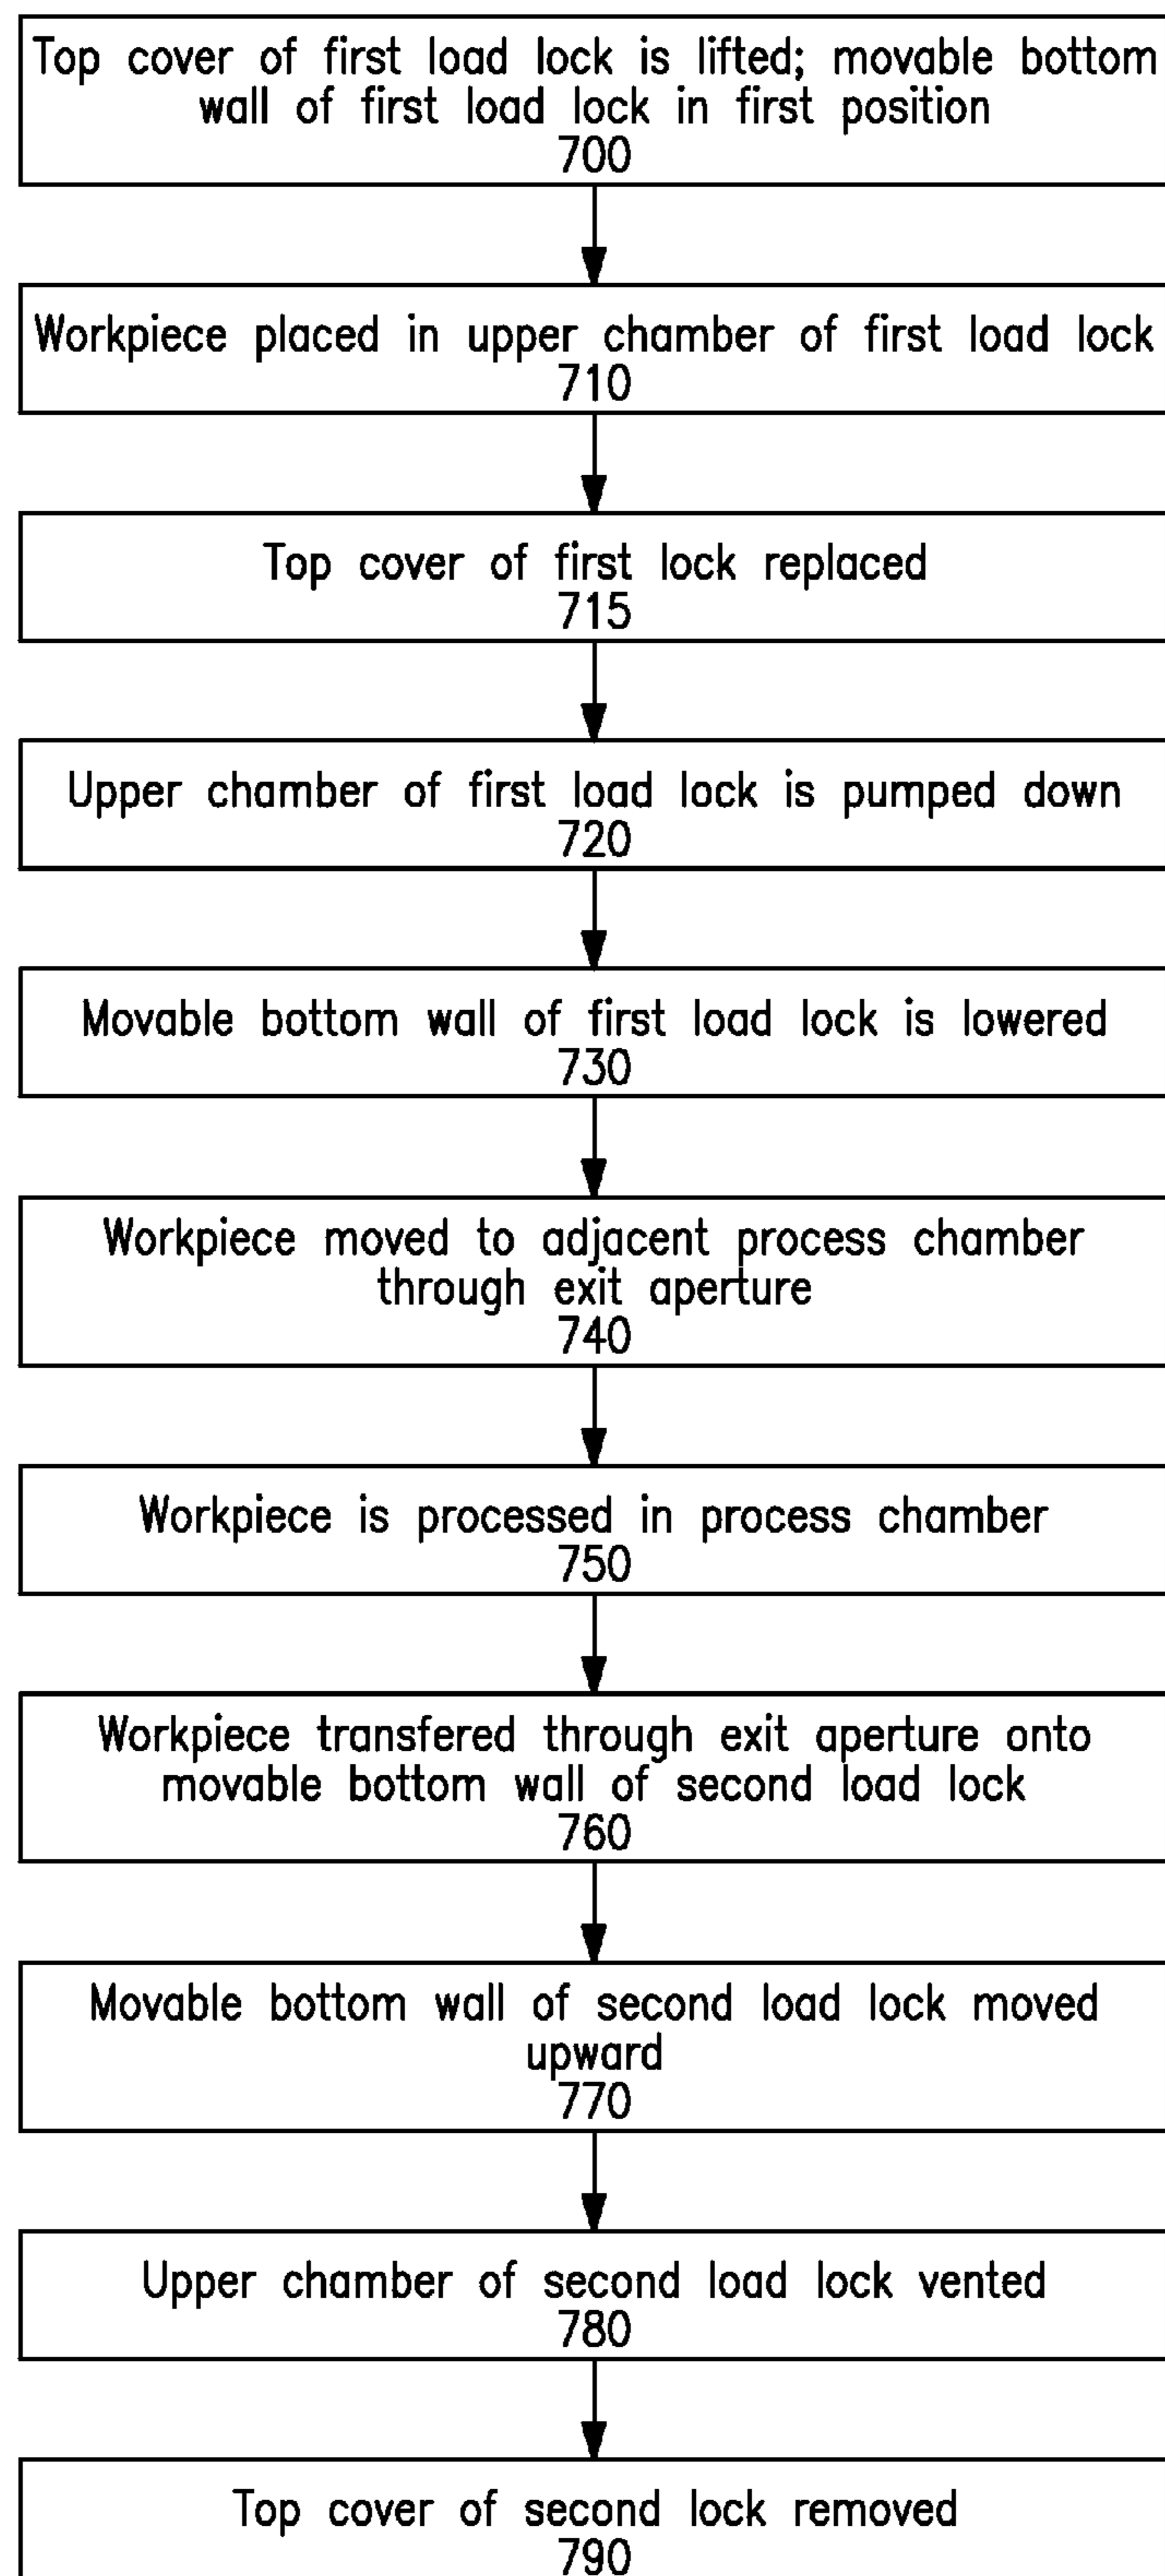 Top cover of first load lock is lifted; movable bottom
wall of first load lock in first position
700
Workpiece placed in upper chamber of first load lock
710
Top cover of first lock replaced
715
Upper chamber of first load lock is pumped down
720
Movable bottom wall of first load lock is lowered
730
Workpiece moved to adjacent process chamber
through exit aperture
740
Workpiece is processed in process chamber
750
Workpiece transfered through exit aperture onto
movable bottom wall of second load lock
760
Movable bottom wall of second load lock moved
upward
770
Upper chamber of second load lock vented
780
Top cover of second lock removed
790